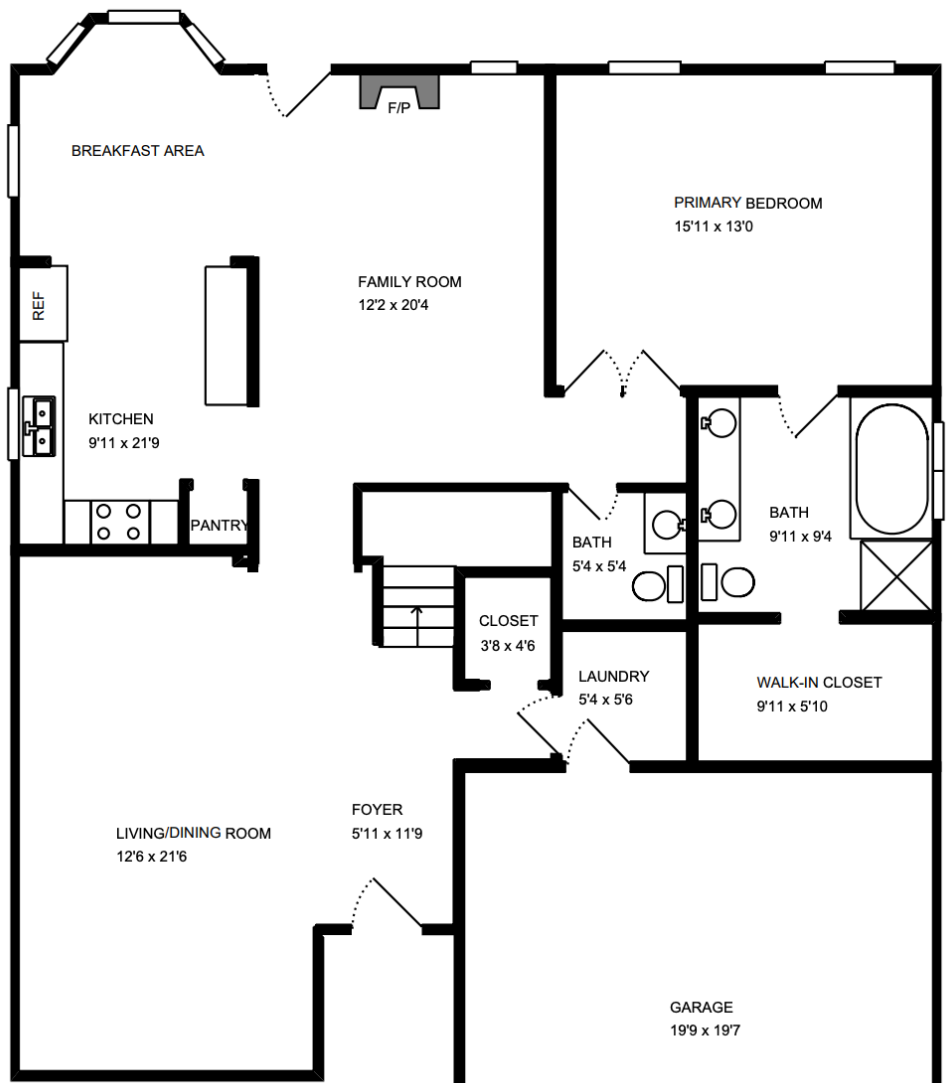 F/P
BREAKFAST AREA
PRIMARY BEDROOM
15'11 x 13'0
FAMILY ROOM
12'2 x 20'4
REF
KITCHEN
9'11 x 21'9
PANTRY
BATH
5'4 x 5'4
BATH
9'11 x 9'4
CLOSET
3'8 x 4'6
LAUNDRY
5'4 x 5'6
WALK-IN CLOSET
9'11 x 5'10
FOYER
5'11 x 11'9
LIVING/DINING ROOM
12'6 x 21'6
GARAGE
19'9 x 19'7